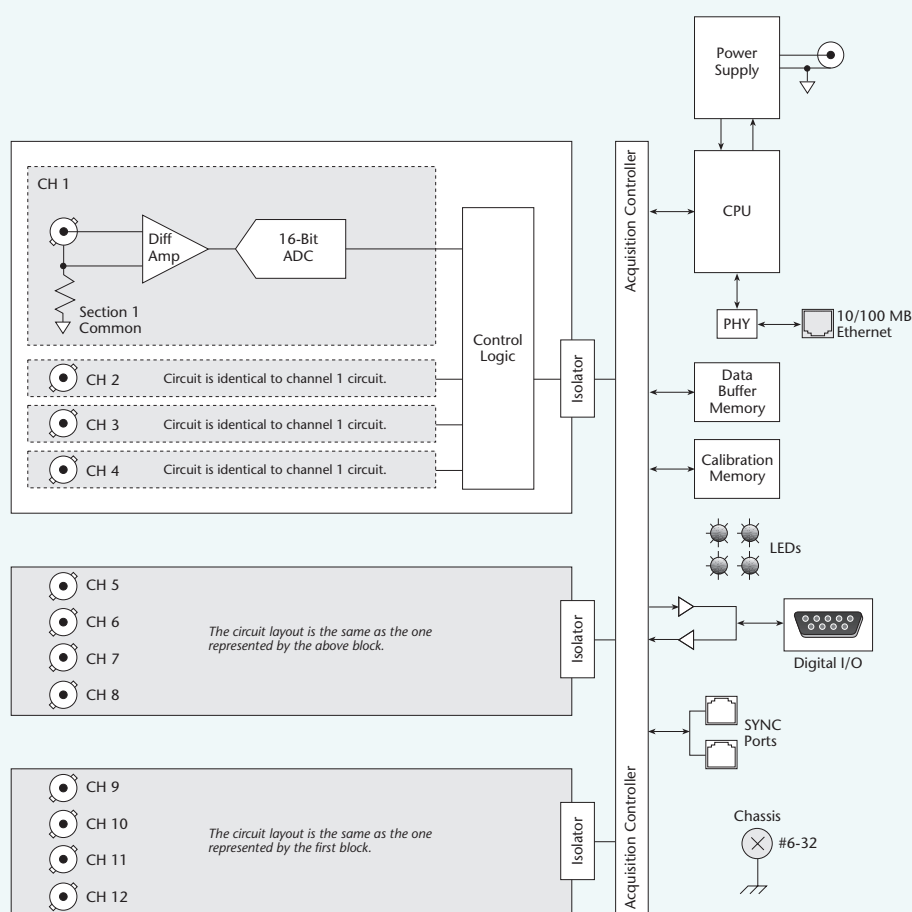 Power
Supply
CH 1
Diff
Amp
16-Bit
ADC
Section 1
Common
Control
Logic
Isolator
Acquisition Controller
CPU
PHY
10/100 MB
Ethernet
CH 2 Circuit is identical to channel 1 circuit.
CH 3 Circuit is identical to channel 1 circuit.
CH 4 Circuit is identical to channel 1 circuit.
Data
Buffer
Memory
Calibration
Memory
LEDs
CH 5
CH 6
CH 7
CH 8
The circuit layout is the same as the one
represented by the above block.
Isolator
Digital I/O
SYNC
Ports
CH 9
CH 10
CH 11
CH 12
The circuit layout is the same as the one
represented by the first block.
Isolator
Acquisition Controller
Chassis
#6-32